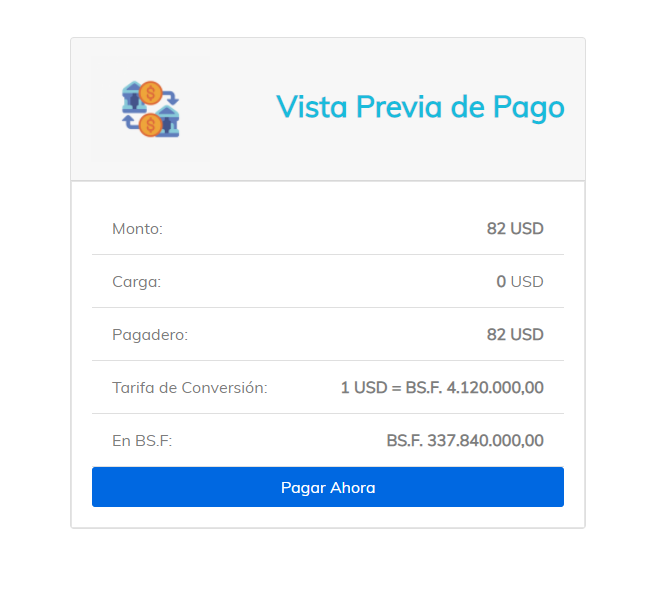 Vista Previa de Pago
Monto: 82 USD
Carga: 0 USD
Pagadero: 82 USD
Tarifa de Conversión: 1 USD = BS.F. 4.120.000,00
En BS.F: BS.F. 337.840.000,00
Pagar Ahora